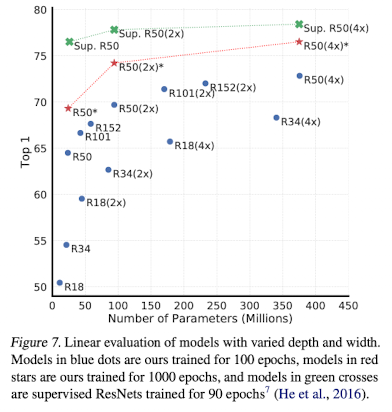 80
75
70
65
60
55
50
Top 1
Sup. R50
Sup. R50(2x)
Sup. R50(4x)
R50(4x)*
R50(2x)*
R50*
R101(2x)
R152(2x)
R50(4x)
R50(2x)
R152
R101
R34(4x)
R18(4x)
R50
R34(2x)
R18(2x)
R34
R18
0 50 100 150 200 250 300 350 400 450
Number of Parameters (Millions)
Figure 7. Linear evaluation of models with varied depth and width.
Models in blue dots are ours trained for 100 epochs, models in red
stars are ours trained for 1000 epochs, and models in green crosses
are supervised ResNets trained for 90 epochs7 (He et al., 2016).